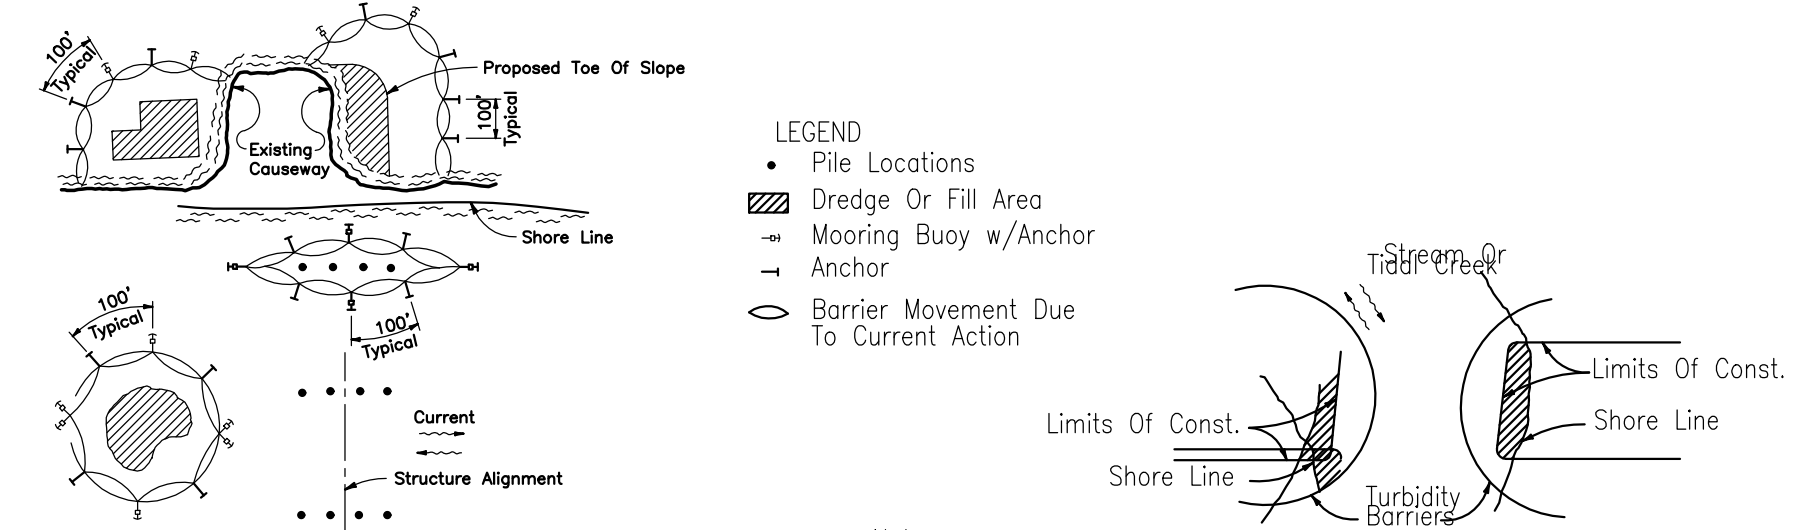 100'
Typical
Proposed Toe Of Slope
100'
Typical
Existing
Causeway
Shore Line
100'
Typical
100'
Typical
Current
Structure Alignment
LEGEND
Pile Locations
Dredge Or Fill Area
Mooring Buoy w/Anchor
Anchor
Barrier Movement Due
To Current Action
Stream Or
Tidal Creek
Limits Of Const.
Shore Line
Limits Of Const.
Shore Line
Turbidity
Barriers